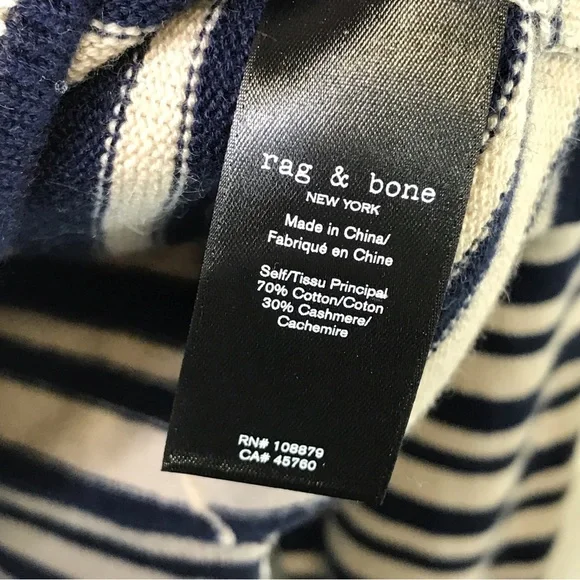 rag & bone
NEW YORK
Made in China/
Fabriqué en Chine
Self/Tissu Principal
70% Cotton/Coton
30% Cashmere/
Cachemire
RN# 108879
CA# 45760